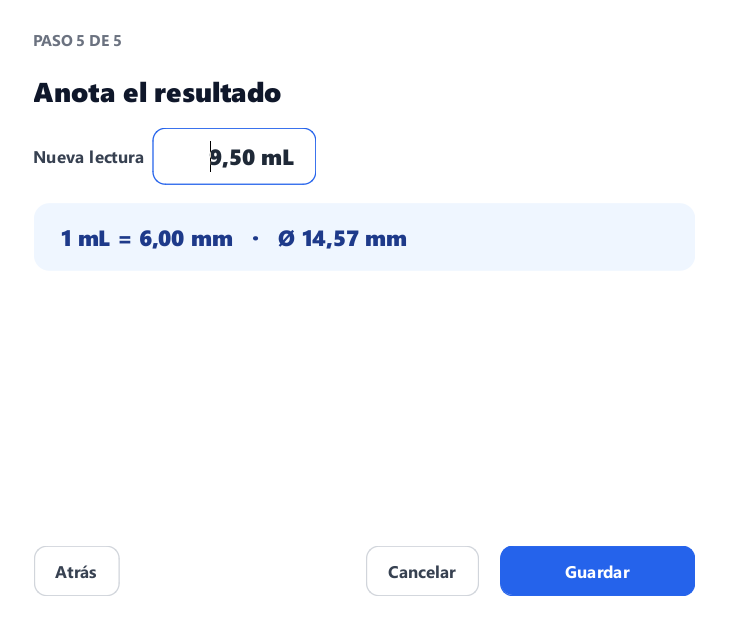 PASO 5 DE 5
Anota el resultado
Nueva lectura 9,50 mL
1 mL = 6,00 mm · Ø 14,57 mm
Atrás Cancelar Guardar